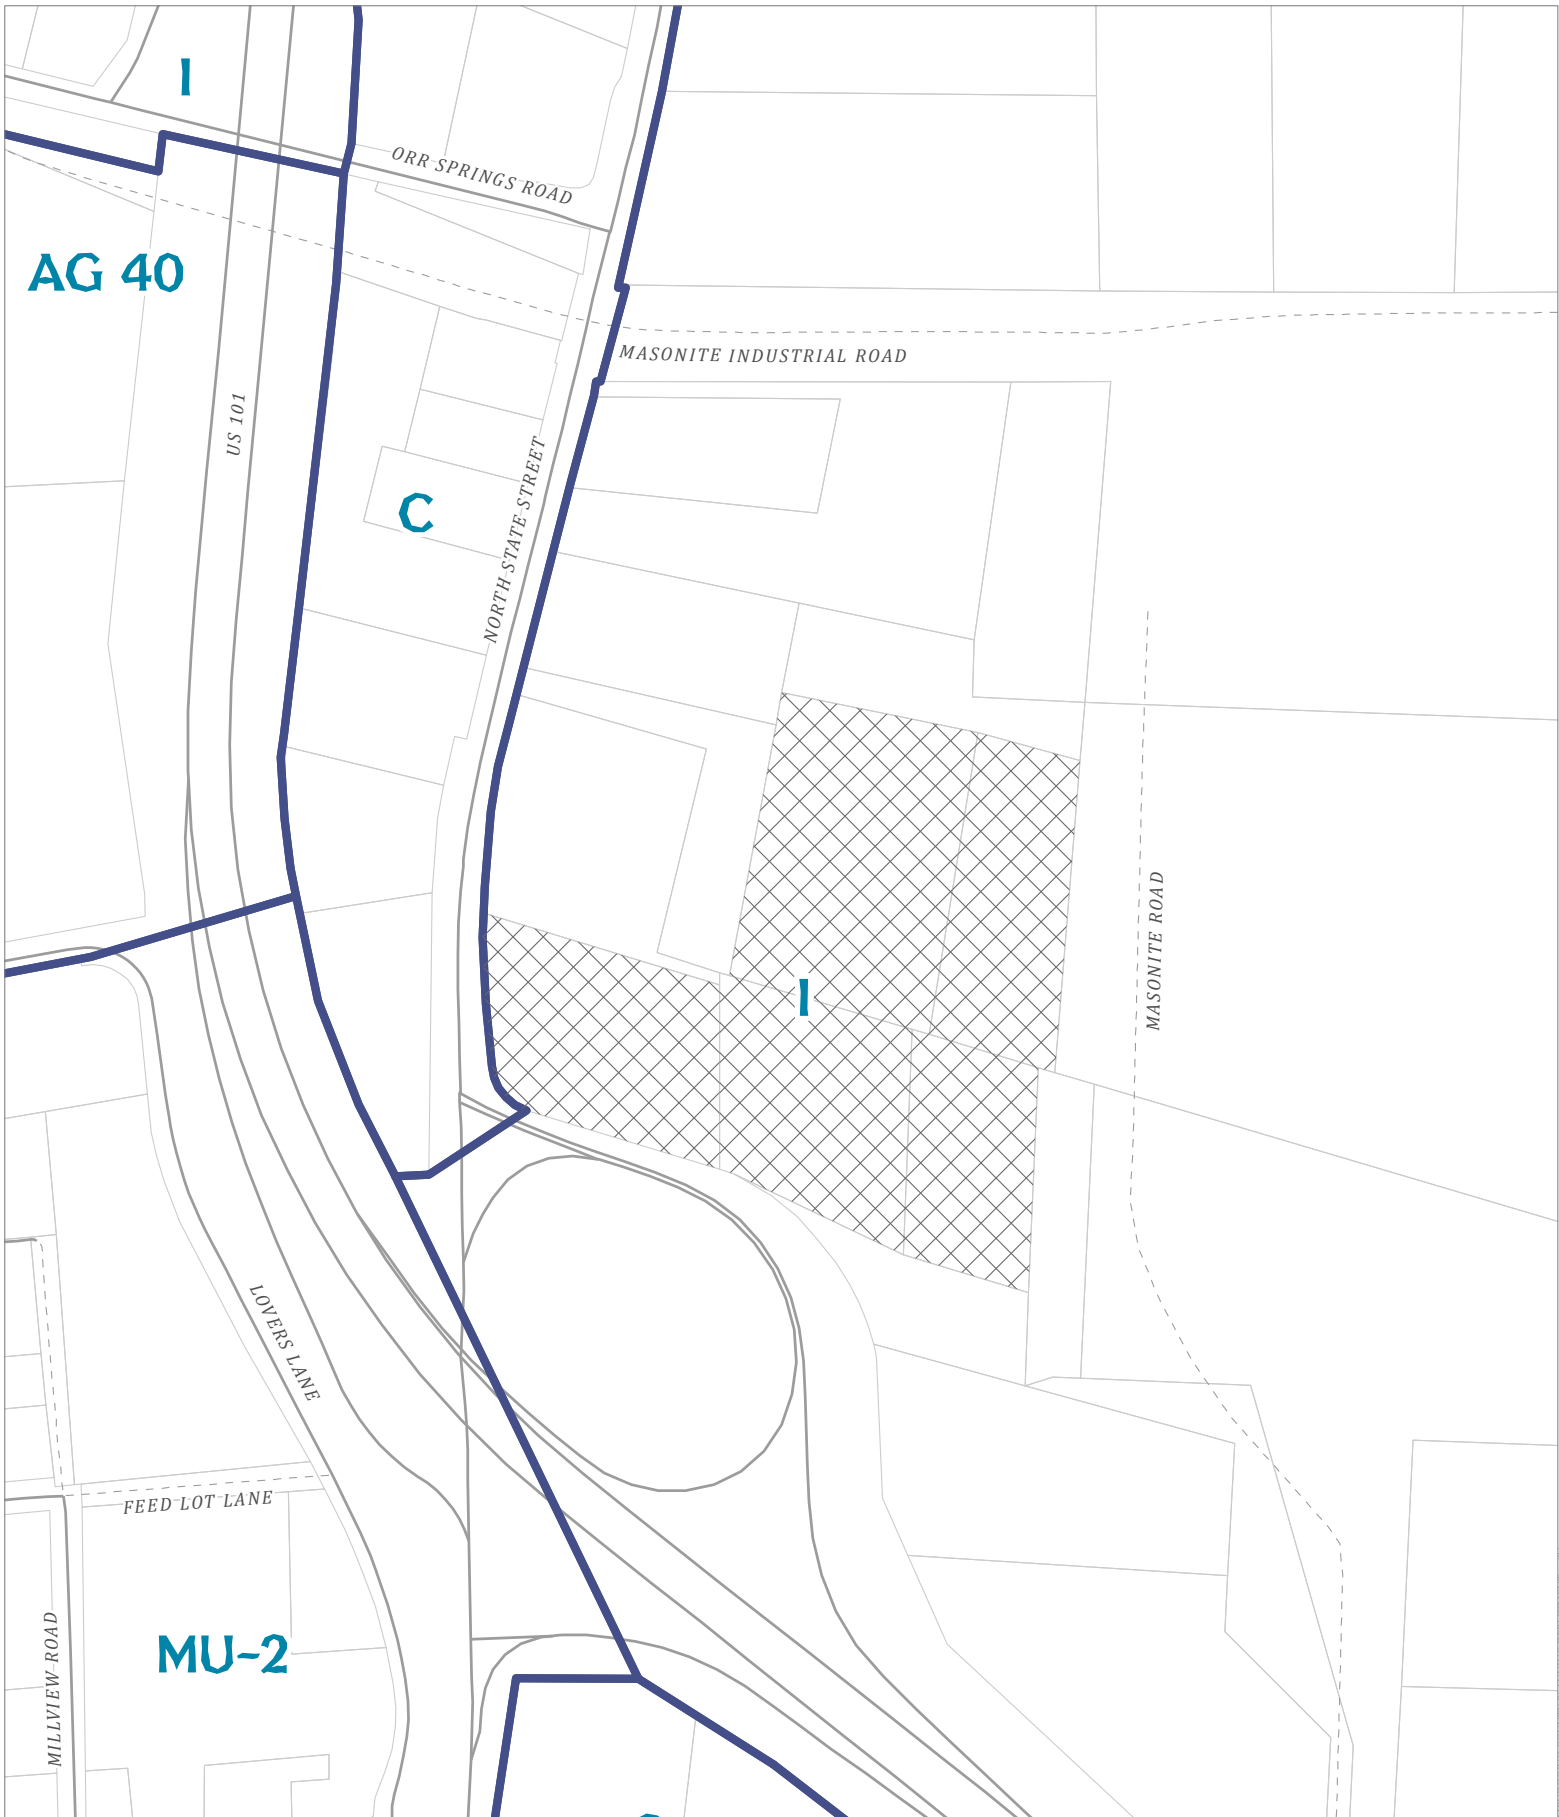 I
ORR SPRINGS ROAD
AG 40
MASONITE INDUSTRIAL ROAD
US 101
C
NORTH STATE STREET
MASONITE ROAD
I
LOVERS LANE
FEED LOT LANE
MU-2
MILLVIEW ROAD